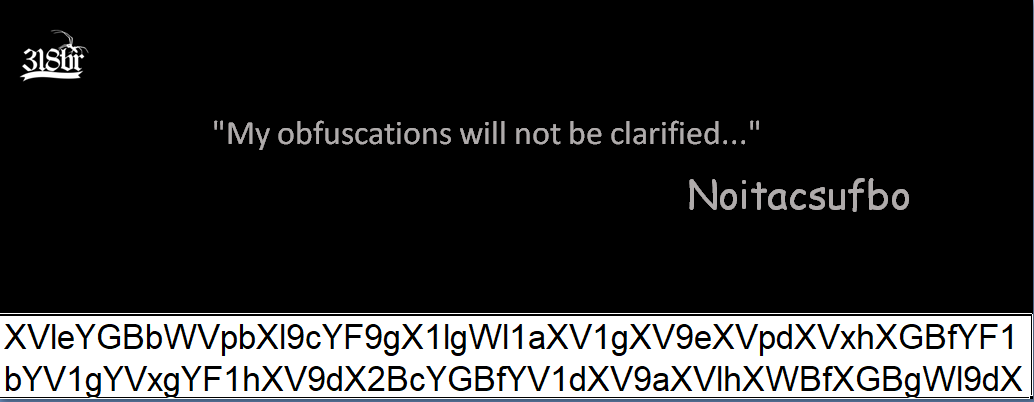 318br
"My obfuscations will not be clarified..."
Noitacsufbo
XVleYGBbWVpbXl9cYF9gX1lgWl1aXV1gXV9eXVpdXVxhXGBfYF1
bYV1gYVxgYF1hXV9dX2BcYGBfYV1dXV9aXVlhXWBfXGBgWl9dX